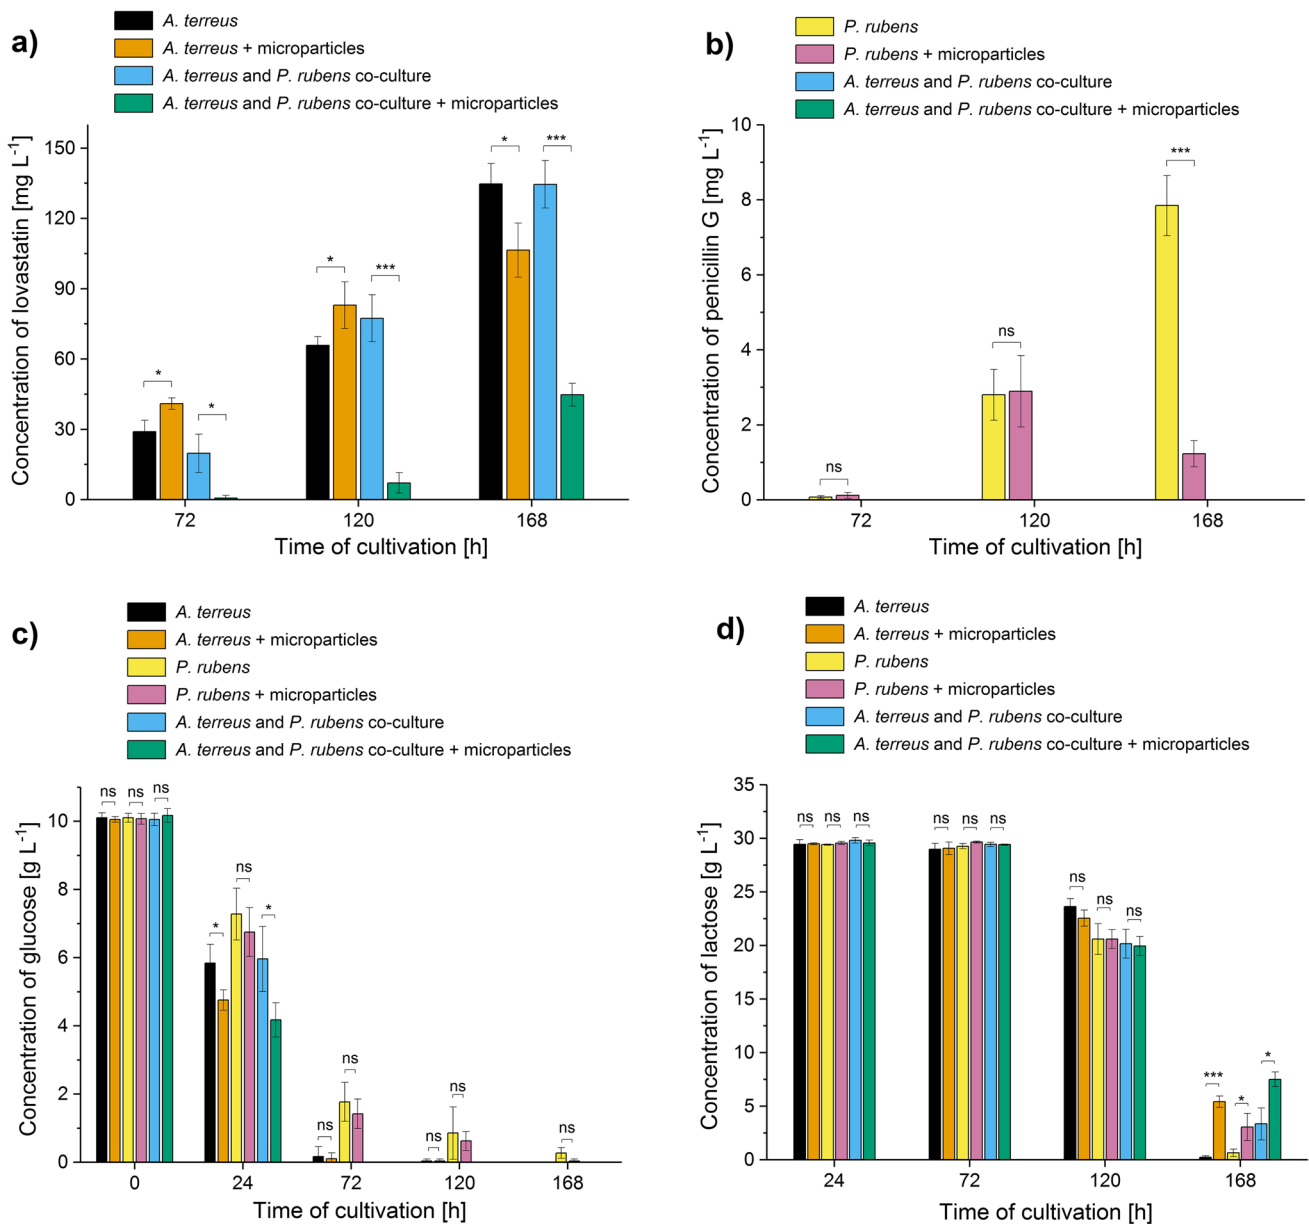 a)
A. terreus
A. terreus + microparticles
A. terreus and P. rubens co-culture
A. terreus and P. rubens co-culture + microparticles
Concentration of lovastatin [mg L⁻¹]
150
120
90
60
30
0
* * * *** * ***
72 120 168
Time of cultivation [h]
b)
P. rubens
P. rubens + microparticles
A. terreus and P. rubens co-culture
A. terreus and P. rubens co-culture + microparticles
Concentration of penicillin G [mg L⁻¹]
10
8
6
4
2
0
ns ns ***
72 120 168
Time of cultivation [h]
c)
A. terreus
A. terreus + microparticles
P. rubens
P. rubens + microparticles
A. terreus and P. rubens co-culture
A. terreus and P. rubens co-culture + microparticles
Concentration of glucose [g L⁻¹]
10
8
6
4
2
0
ns ns ns * ns * ns ns ns ns ns
0 24 72 120 168
Time of cultivation [h]
d)
A. terreus
A. terreus + microparticles
P. rubens
P. rubens + microparticles
A. terreus and P. rubens co-culture
A. terreus and P. rubens co-culture + microparticles
Concentration of lactose [g L⁻¹]
35
30
25
20
15
10
5
0
ns ns ns ns ns ns ns ns ns *** * *
24 72 120 168
Time of cultivation [h]